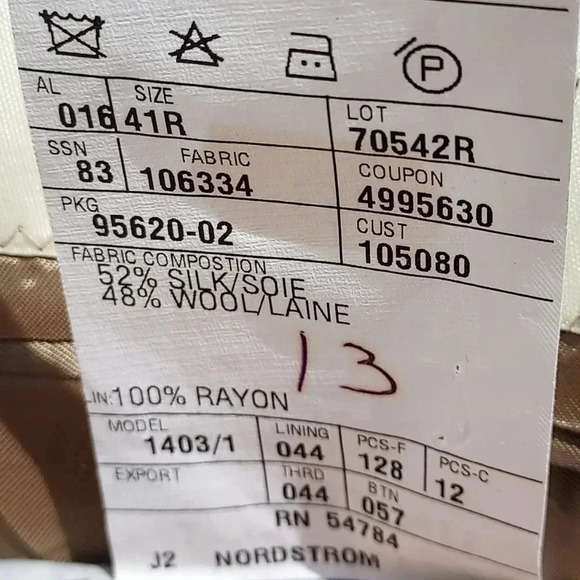 P
AL SIZE LOT
016 41R 70542R
SSN FABRIC COUPON
83 106334 4995630
PKG CUST
95620-02 105080
FABRIC COMPOSTION
52% SILK/SOIE
48% WOOL/LAINE
13
LIN:100% RAYON
MODEL LINING PCS-F PCS-C
1403/1 044 128 12
EXPORT THRD BTN
044 057
RN 54784
J2 NORDSTROM